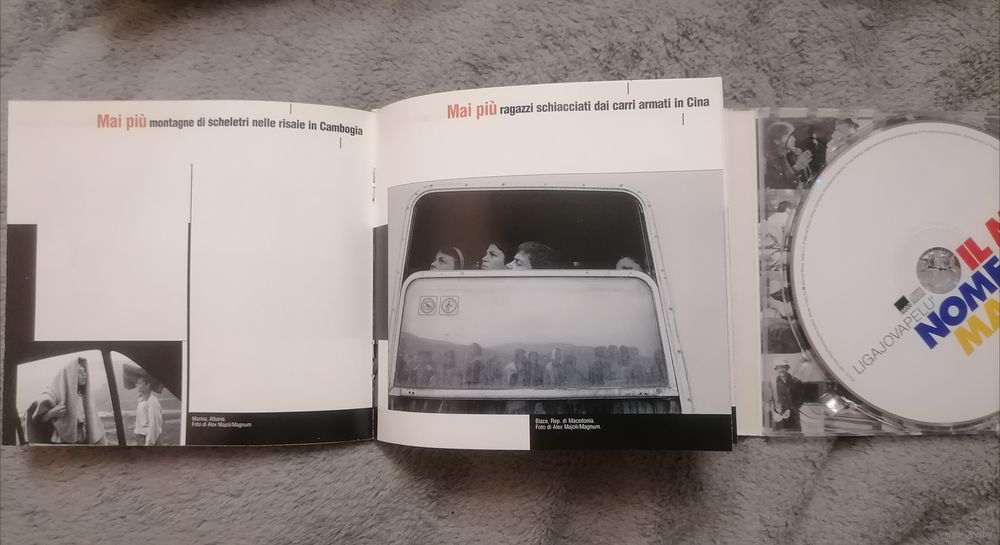 Mai più montagne di scheletri nelle risaie in Cambogia
Morina, Albania.
Foto di Alex Majoli/Magnum.
Mai più ragazzi schiacciati dai carri armati in Cina
Blace, Rep. di Macedonia.
Foto di Alex Majoli/Magnum.
LIGAJOVAPELU'
IL
NOME
MA